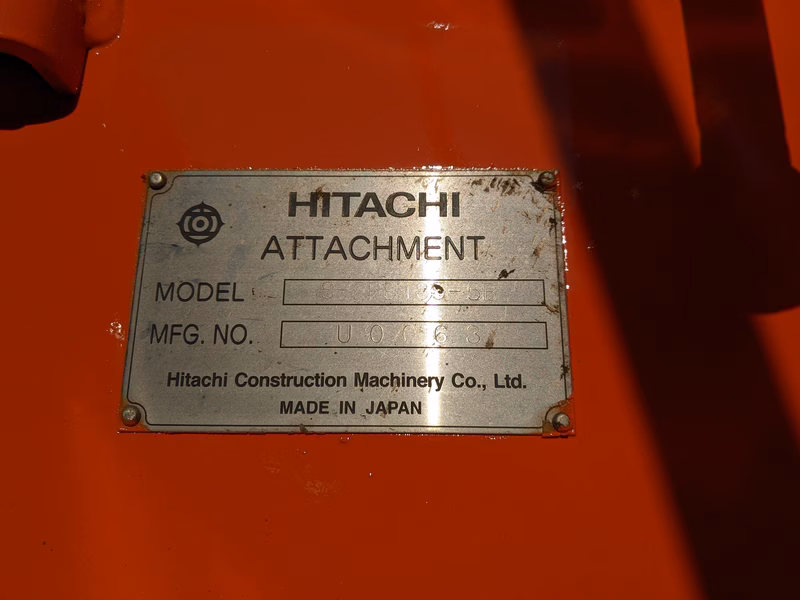 HITACHI
ATTACHMENT
MODEL
MFG. NO.
Hitachi Construction Machinery Co., Ltd.
MADE IN JAPAN